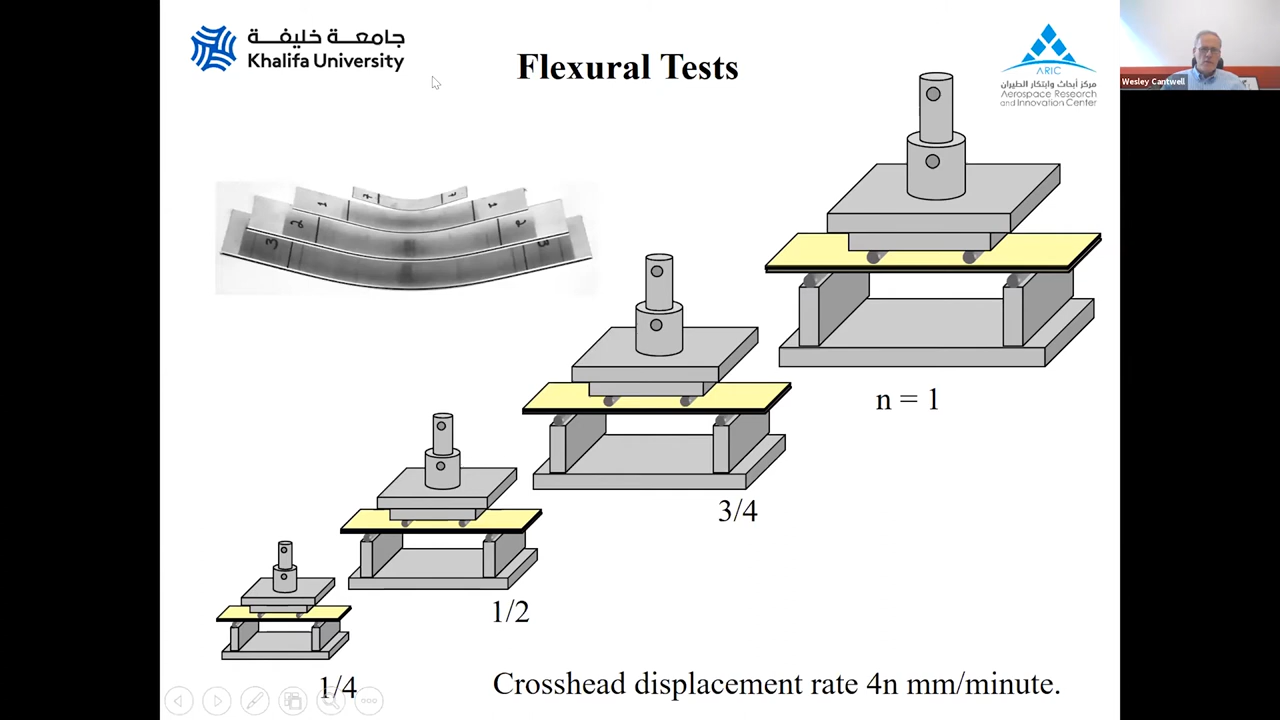 جامعة خليفة
Khalifa University
Flexural Tests
ARIC
مركز أبحاث وابتكار الطيران
Aerospace Research
and Innovation Center
Wesley Cantwell
n = 1
3/4
1/2
1/4
Crosshead displacement rate 4n mm/minute.